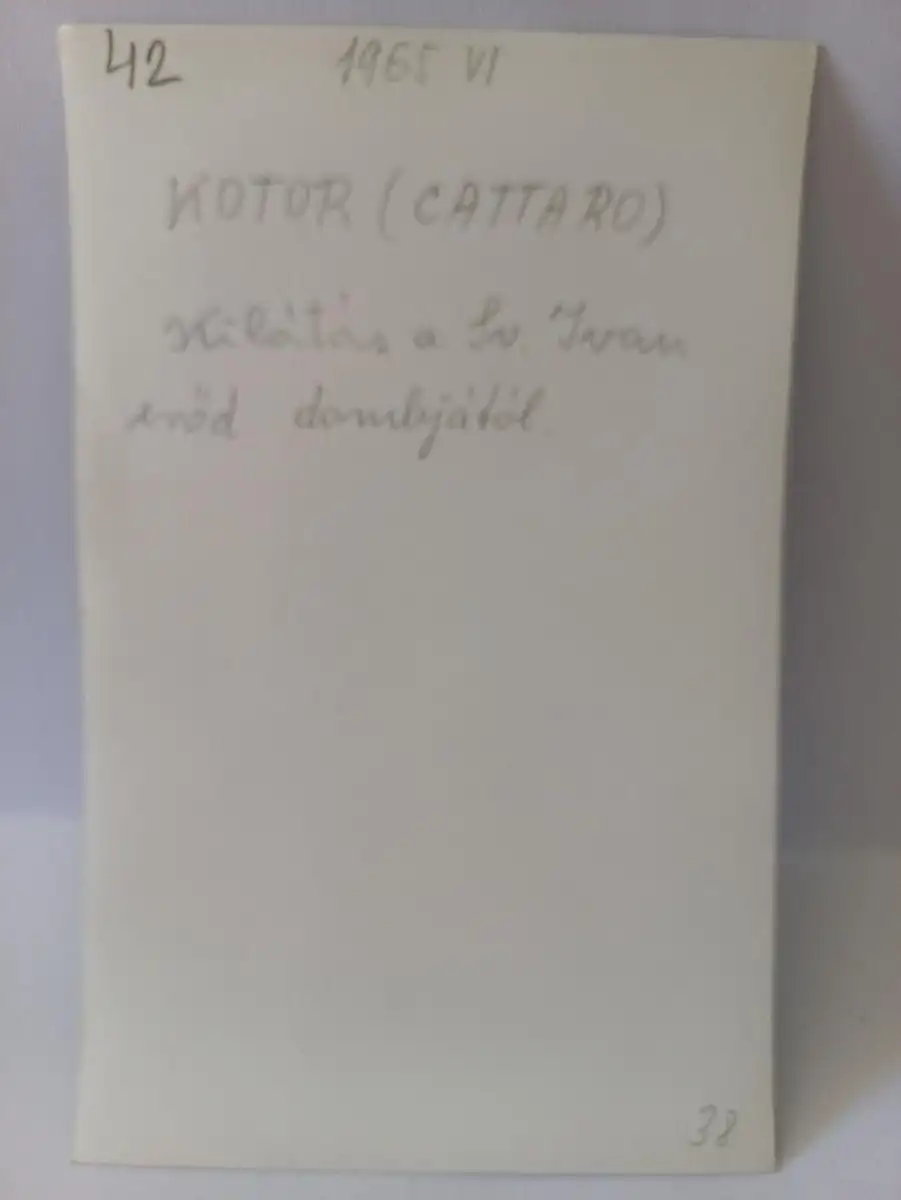 42 1965 VI
KOTOR (CATTARO)
Kilátás a Sv. Ivan
erőd dombjától.
38